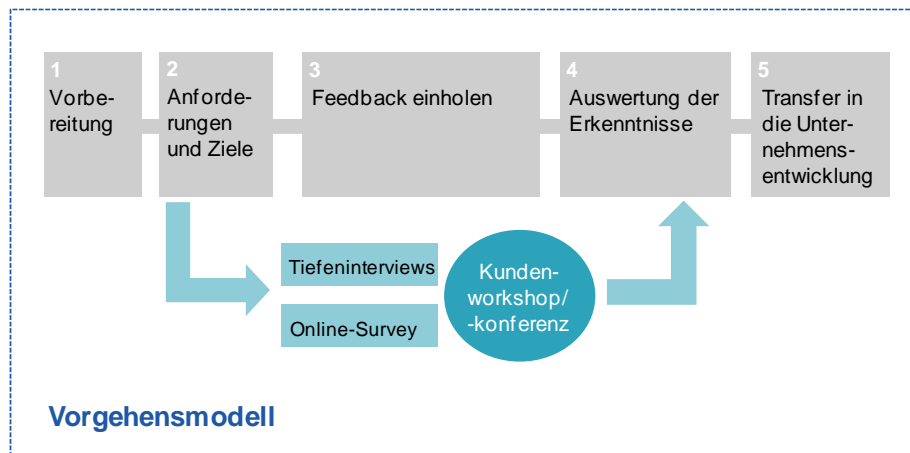 1
Vorbe-
reitung
2
Anforde-
rungen
und Ziele
3
Feedback einholen
4
Auswertung der
Erkenntnisse
5
Transfer in
die Unter-
nehmens-
entwicklung
Tiefeninterviews
Online-Survey
Kunden-
workshop/
-konferenz
Vorgehensmodell